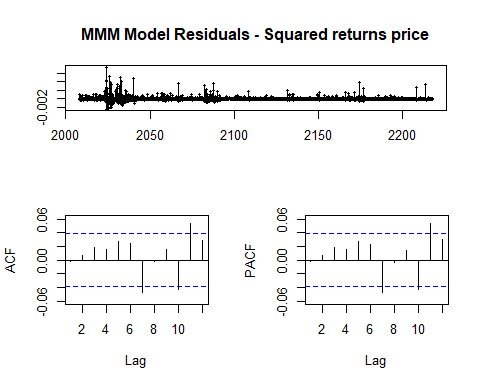 MMM Model Residuals - Squared returns price
-0.002
2000 2050 2100 2150 2200
ACF
0.06
0.00
-0.06
2 4 6 8 10
Lag
PACF
0.06
0.00
-0.06
2 4 6 8 10
Lag